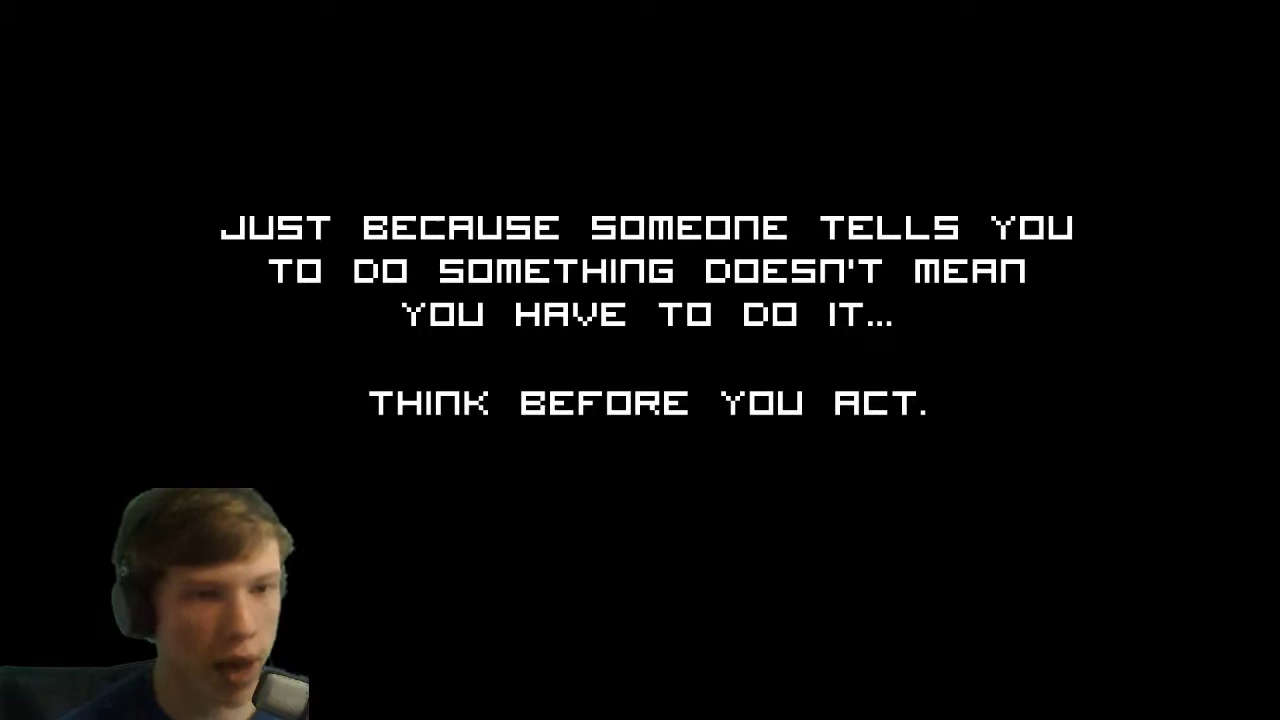 JUST BECAUSE SOMEONE TELLS YOU
TO DO SOMETHING DOESN'T MEAN
YOU HAVE TO DO IT...
THINK BEFORE YOU ACT.